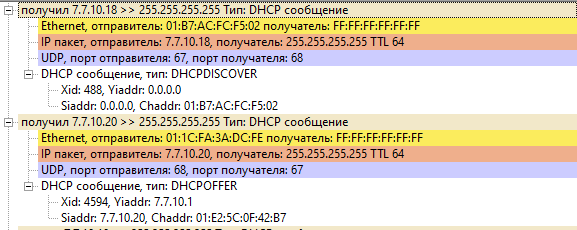 получил 7.7.10.18 >> 255.255.255.255 Тип: DHCP сообщение
Ethernet, отправитель: 01:B7:AC:FC:F5:02 получатель: FF:FF:FF:FF:FF:FF
IP пакет, отправитель: 7.7.10.18, получатель: 255.255.255.255 TTL 64
UDP, порт отправителя: 67, порт получателя: 68
DHCP сообщение, тип: DHCPDISCOVER
Xid: 488, Yiaddr: 0.0.0.0
Siaddr: 0.0.0.0, Chaddr: 01:B7:AC:FC:F5:02
получил 7.7.10.20 >> 255.255.255.255 Тип: DHCP сообщение
Ethernet, отправитель: 01:1C:FA:3A:DC:FE получатель: FF:FF:FF:FF:FF:FF
IP пакет, отправитель: 7.7.10.20, получатель: 255.255.255.255 TTL 64
UDP, порт отправителя: 68, порт получателя: 67
DHCP сообщение, тип: DHCPOFFER
Xid: 4594, Yiaddr: 7.7.10.1
Siaddr: 7.7.10.20, Chaddr: 01:E2:5C:0F:42:B7